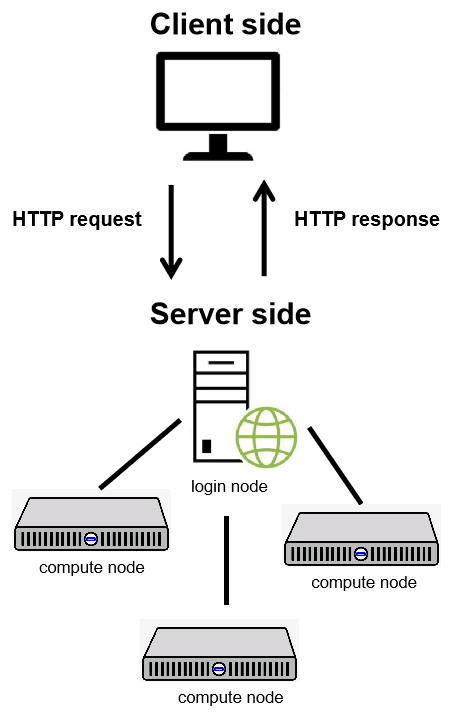 Client side
HTTP request
HTTP response
Server side
login node
compute node
compute node
compute node